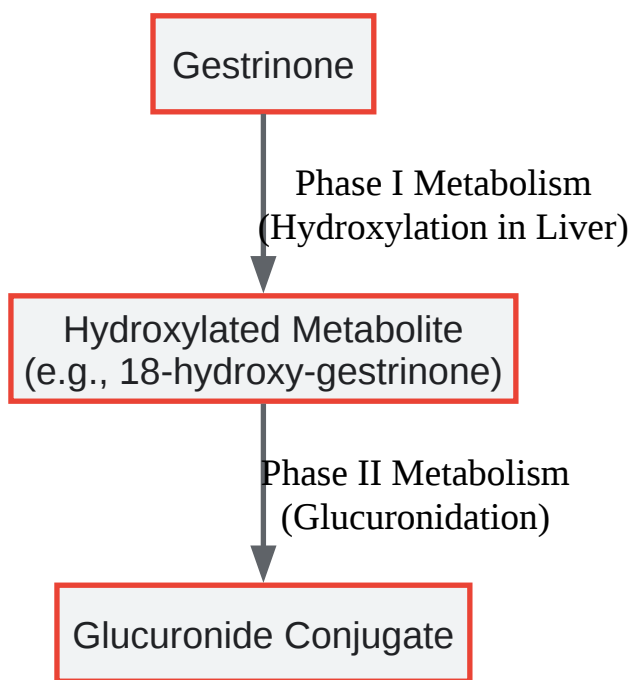 Gestrinone
Phase I Metabolism
(Hydroxylation in Liver)
Hydroxylated Metabolite
(e.g., 18-hydroxy-gestrinone)
Phase II Metabolism
(Glucuronidation)
Glucuronide Conjugate